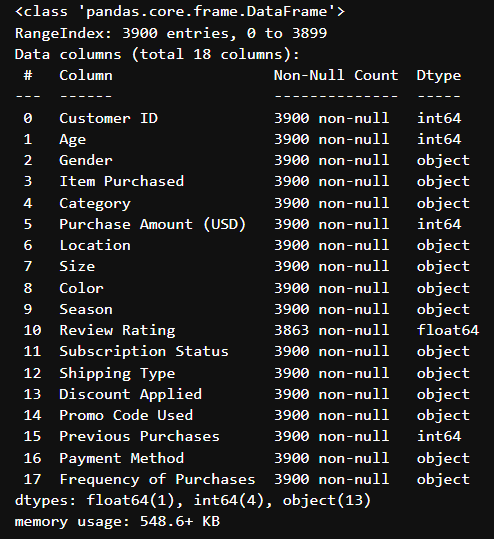 <class 'pandas.core.frame.DataFrame'>
RangeIndex: 3900 entries, 0 to 3899
Data columns (total 18 columns):
 #   Column                  Non-Null Count  Dtype
---  ------                  --------------  -----
 0   Customer ID             3900 non-null   int64
 1   Age                     3900 non-null   int64
 2   Gender                  3900 non-null   object
 3   Item Purchased          3900 non-null   object
 4   Category                3900 non-null   object
 5   Purchase Amount (USD)   3900 non-null   int64
 6   Location                3900 non-null   object
 7   Size                    3900 non-null   object
 8   Color                   3900 non-null   object
 9   Season                  3900 non-null   object
 10  Review Rating           3863 non-null   float64
 11  Subscription Status     3900 non-null   object
 12  Shipping Type           3900 non-null   object
 13  Discount Applied        3900 non-null   object
 14  Promo Code Used         3900 non-null   object
 15  Previous Purchases      3900 non-null   int64
 16  Payment Method          3900 non-null   object
 17  Frequency of Purchases  3900 non-null   object
dtypes: float64(1), int64(4), object(13)
memory usage: 548.6+ KB